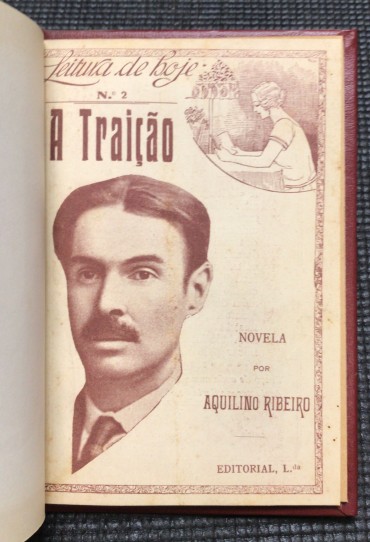 Leitura de hoje
N.º 2
A Traição
NOVELA
POR
AQUILINO RIBEIRO
EDITORIAL, L.da